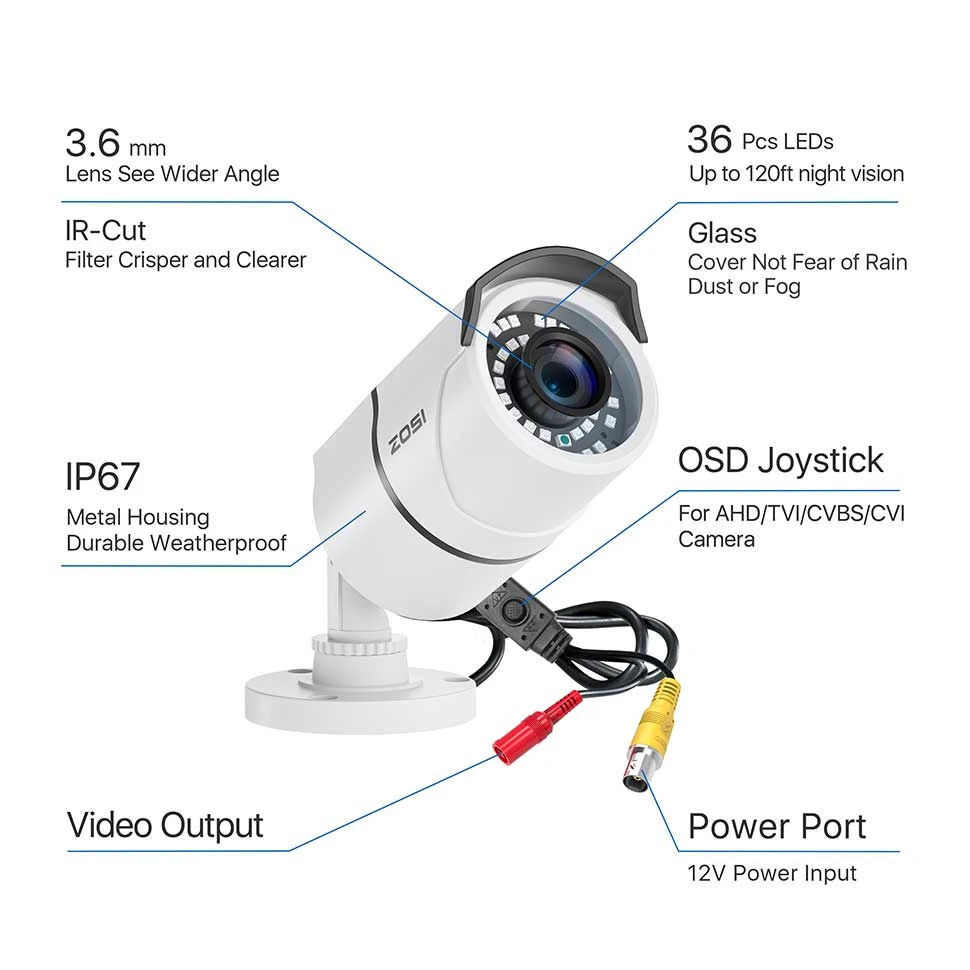 3.6 mm
Lens See Wider Angle
IR-Cut
Filter Crisper and Clearer
36 Pcs LEDs
Up to 120ft night vision
Glass
Cover Not Fear of Rain
Dust or Fog
ZOSI
IP67
Metal Housing
Durable Weatherproof
OSD Joystick
For AHD/TVI/CVBS/CVI
Camera
Video Output
Power Port
12V Power Input